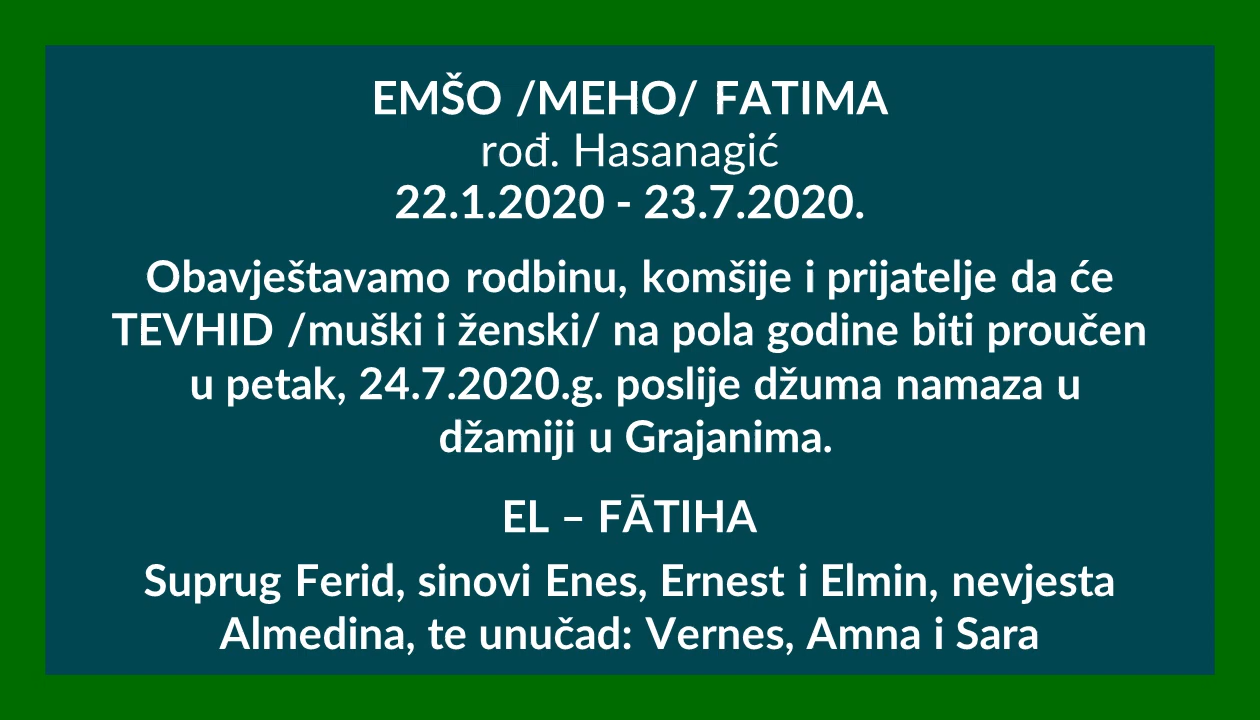 EMŠO /MEHO/ FATIMA
rođ. Hasanagić
22.1.2020 - 23.7.2020.
Obavještavamo rodbinu, komšije i prijatelje da će
TEVHID /muški i ženski/ na pola godine biti proučen
u petak, 24.7.2020.g. poslije džuma namaza u
džamiji u Grajanima.
EL – FĀTIHA
Suprug Ferid, sinovi Enes, Ernest i Elmin, nevjesta
Almedina, te unučad: Vernes, Amna i Sara